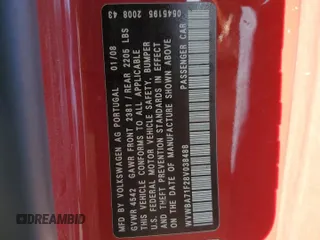 0545195 2008 43
MFD BY VOLKSWAGEN AG PORTUGAL 01/08
GVWR 4542 GAWR FRONT 2381 / REAR 2205 LBS
THIS VEHICLE CONFORMS TO ALL APPLICABLE
U.S. FEDERAL MOTOR VEHICLE SAFETY, BUMPER
AND THEFT PREVENTION STANDARDS IN EFFECT
ON THE DATE OF MANUFACTURE SHOWN ABOVE
WVWBA71F28V038488 PASSENGER CAR
DREAMBID